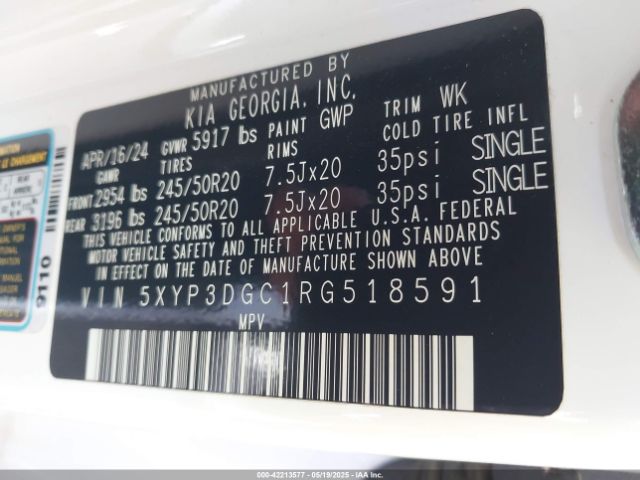 MANUFACTURED BY
KIA GEORGIA, INC.
APR/16/24 GVWR 5917 lbs PAINT GWP TRIM WK
GAWR TIRES RIMS COLD TIRE INFL
FRONT 2954 lbs 245/50R20 7.5Jx20 35psi SINGLE
REAR 3196 lbs 245/50R20 7.5Jx20 35psi SINGLE
THIS VEHICLE CONFORMS TO ALL APPLICABLE U.S.A. FEDERAL
MOTOR VEHICLE SAFETY AND THEFT PREVENTION STANDARDS
IN EFFECT ON THE DATE OF MANUFACTURE SHOWN ABOVE
VIN 5XYP3DGC1RG518591
MPV
9110
000-42213577 - 05/19/2025 - IAAI Inc.